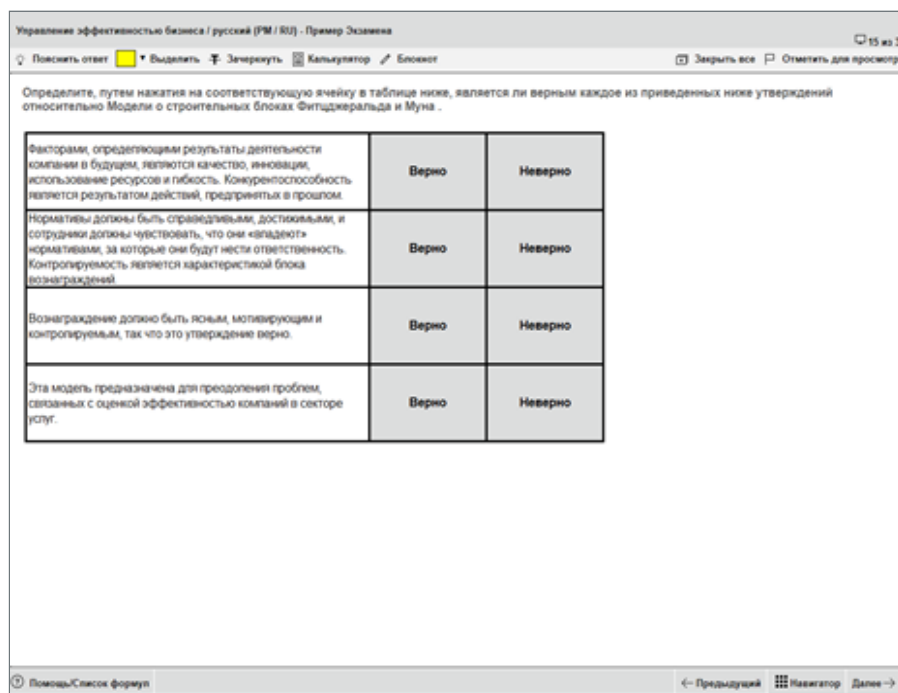 Управление эффективностью бизнеса / русский (PM / RU) - Пример Экзамена
15 из 3
Пояснить ответ Выделить Зачеркнуть Калькулятор Блокнот Закрыть все Отметить для просмотр
Определите, путем нажатия на соответствующую ячейку в таблице ниже, является ли верным каждое из приведенных ниже утверждений
относительно Модели о строительных блоках Фитцджеральда и Муна .
Факторами, определяющими результаты деятельности
компании в будущем, являются качество, инновации,
использование ресурсов и гибкость. Конкурентоспособность
является результатом действий, предпринятых в прошлом.
Верно Неверно
Нормативы должны быть справедливыми, достижимыми, и
сотрудники должны чувствовать, что они «владеют»
нормативами, за которые они будут нести ответственность.
Контролируемость является характеристикой блока
вознаграждений.
Верно Неверно
Вознаграждение должно быть ясным, мотивирующим и
контролируемым, так что это утверждение верно.
Верно Неверно
Эта модель предназначена для преодоления проблем,
связанных с оценкой эффективностью компаний в секторе
услуг.
Верно Неверно
Помощь/Список формул Предыдущий Навигатор Далее